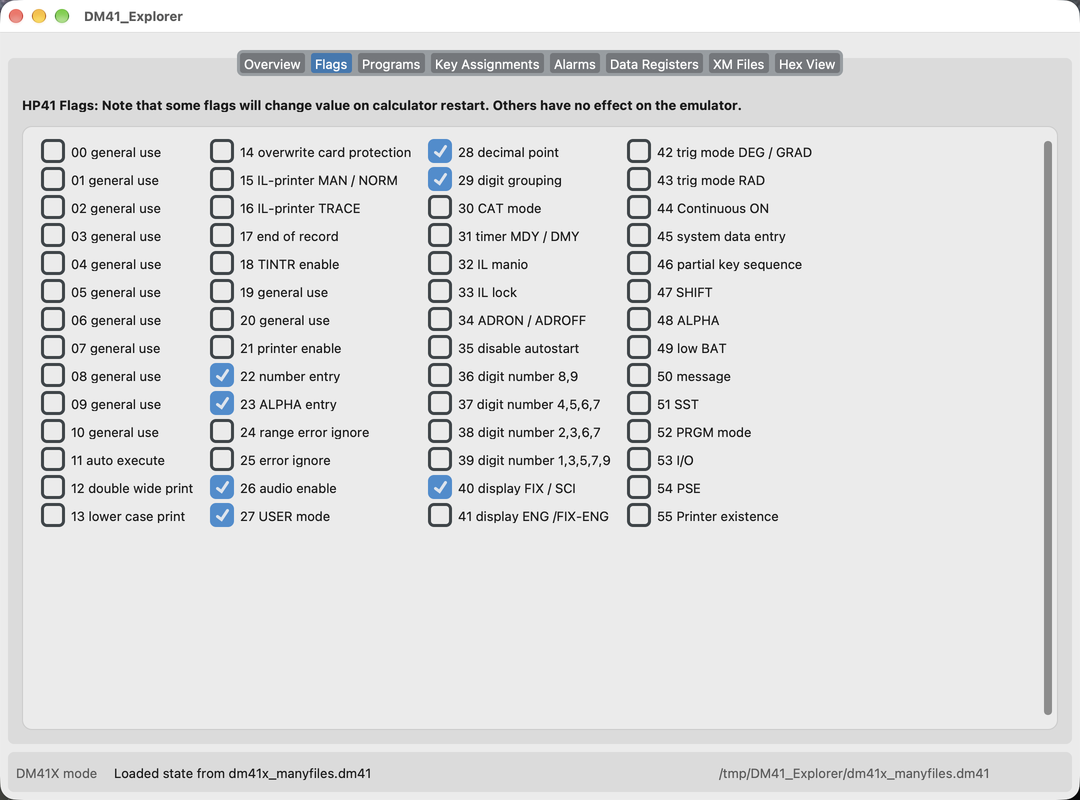 DM41_Explorer
Overview Flags Programs Key Assignments Alarms Data Registers XM Files Hex View
HP41 Flags: Note that some flags will change value on calculator restart. Others have no effect on the emulator.
00 general use
01 general use
02 general use
03 general use
04 general use
05 general use
06 general use
07 general use
08 general use
09 general use
10 general use
11 auto execute
12 double wide print
13 lower case print
14 overwrite card protection
15 IL-printer MAN / NORM
16 IL-printer TRACE
17 end of record
18 TINTR enable
19 general use
20 general use
21 printer enable
22 number entry
23 ALPHA entry
24 range error ignore
25 error ignore
26 audio enable
27 USER mode
28 decimal point
29 digit grouping
30 CAT mode
31 timer MDY / DMY
32 IL manio
33 IL lock
34 ADRON / ADROFF
35 disable autostart
36 digit number 8,9
37 digit number 4,5,6,7
38 digit number 2,3,6,7
39 digit number 1,3,5,7,9
40 display FIX / SCI
41 display ENG /FIX-ENG
42 trig mode DEG / GRAD
43 trig mode RAD
44 Continuous ON
45 system data entry
46 partial key sequence
47 SHIFT
48 ALPHA
49 low BAT
50 message
51 SST
52 PRGM mode
53 I/O
54 PSE
55 Printer existence
DM41X mode Loaded state from dm41x_manyfiles.dm41 /tmp/DM41_Explorer/dm41x_manyfiles.dm41